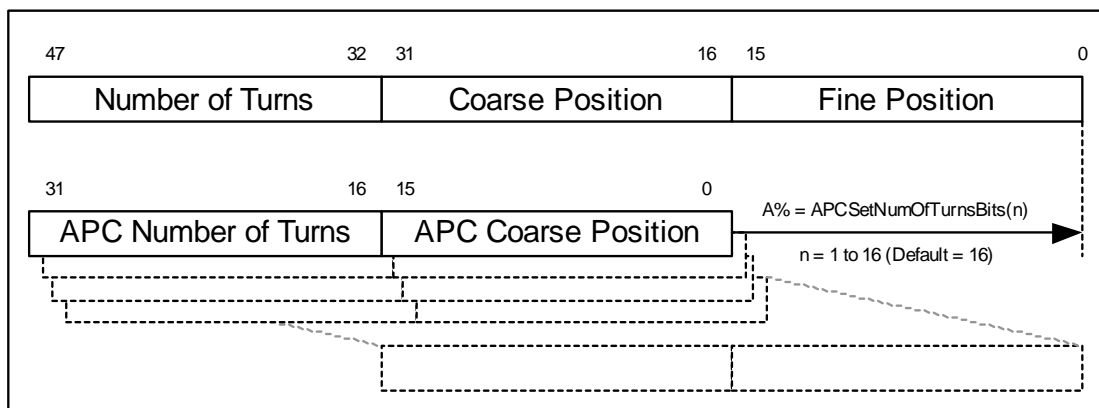 47 32 31 16 15 0
Number of Turns Coarse Position Fine Position
31 16 15 0
APC Number of Turns APC Coarse Position
A% = APCSetNumOfTurnsBits(n)
n = 1 to 16 (Default = 16)